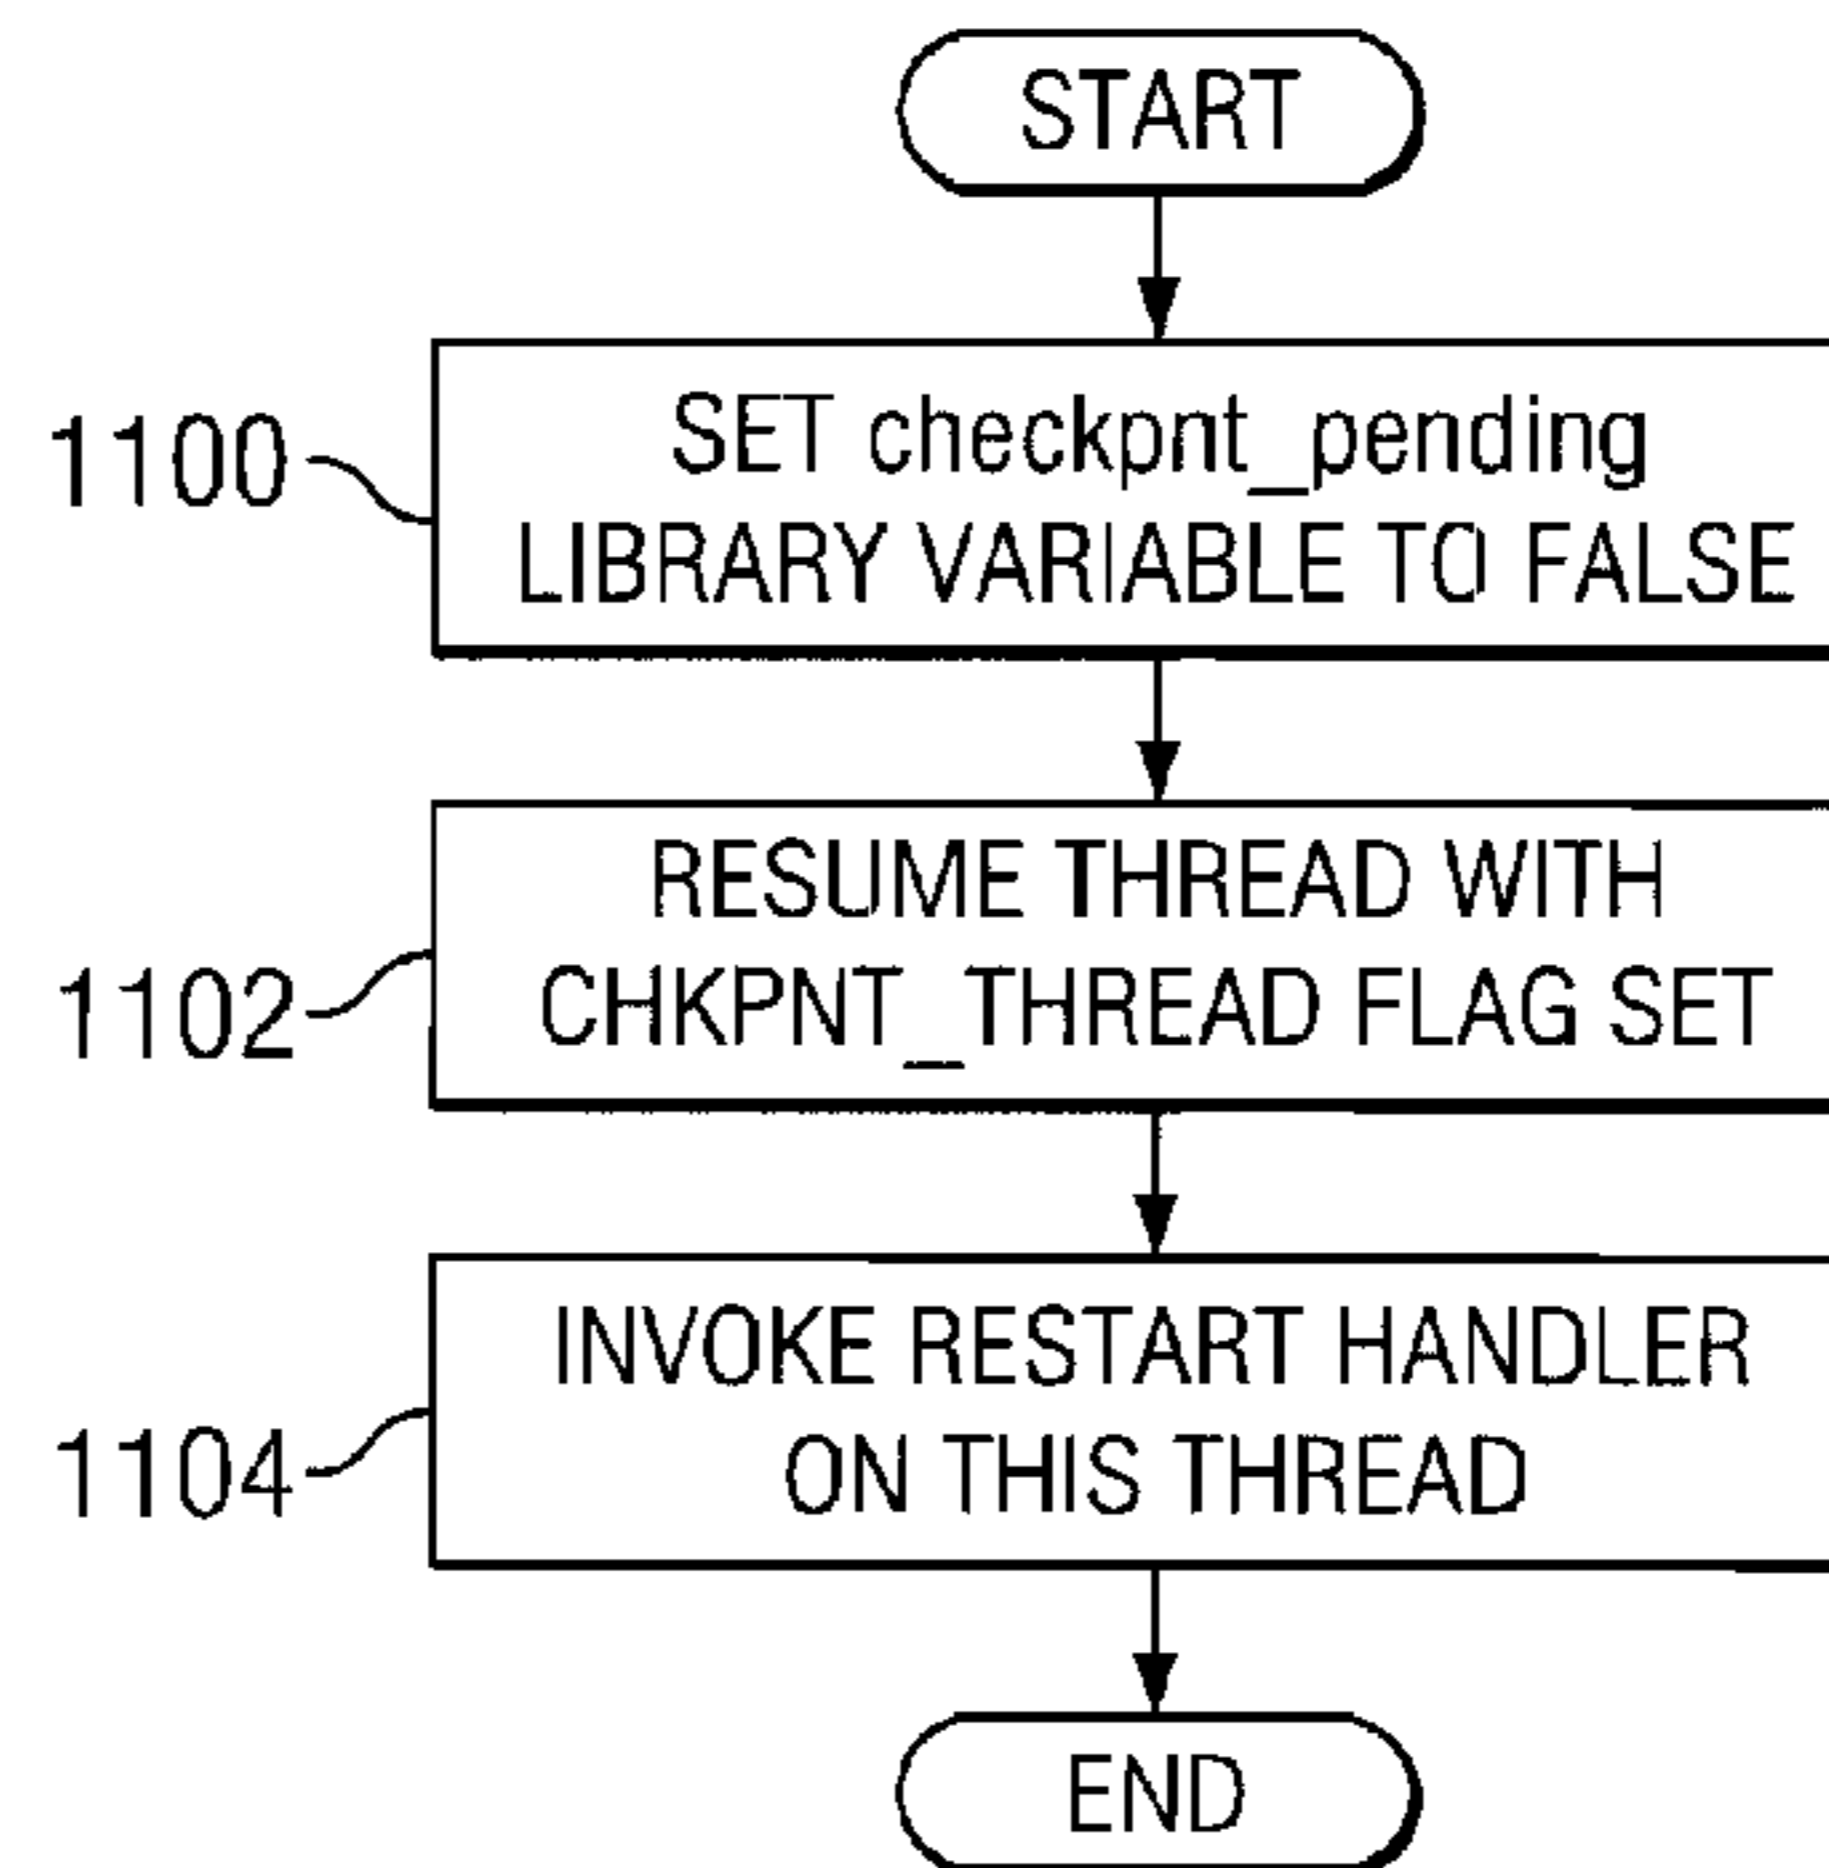 START
1100
SET checkpnt_pending
LIBRARY VARIABLE TO FALSE
1102
RESUME THREAD WITH
CHKPNT_THREAD FLAG SET
1104
INVOKE RESTART HANDLER
ON THIS THREAD
END